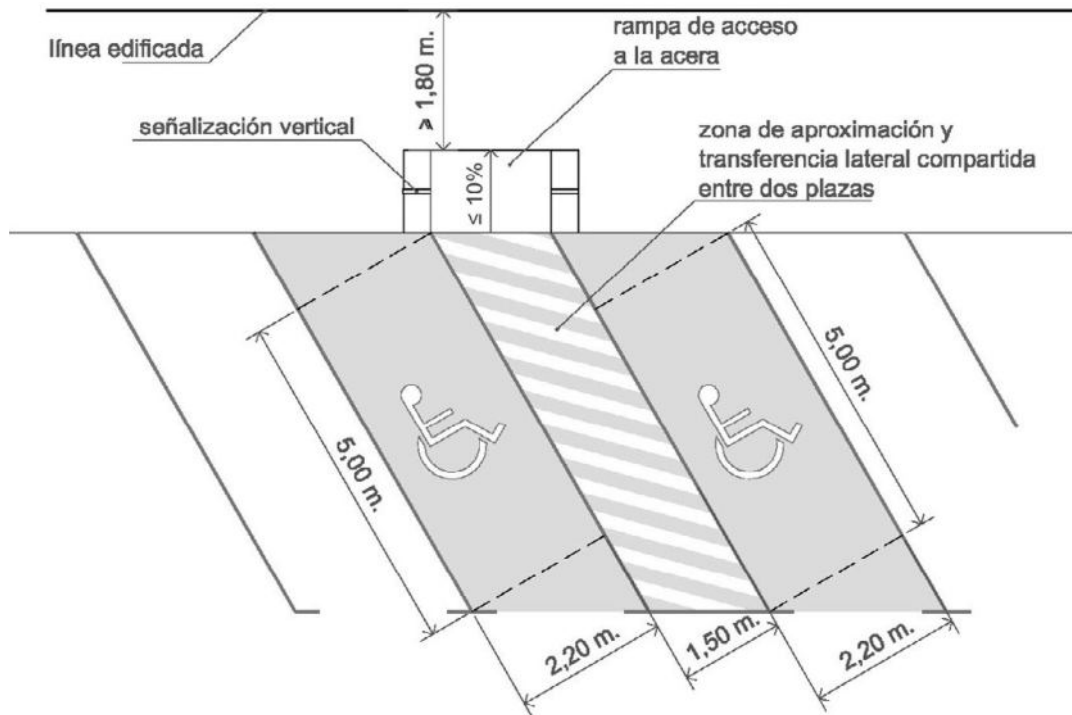 línea edificada
rampa de acceso
a la acera
≥ 1,80 m.
señalización vertical
zona de aproximación y
transferencia lateral compartida
entre dos plazas
≤ 10%
5,00 m.
5,00 m.
2,20 m.
1,50 m.
2,20 m.